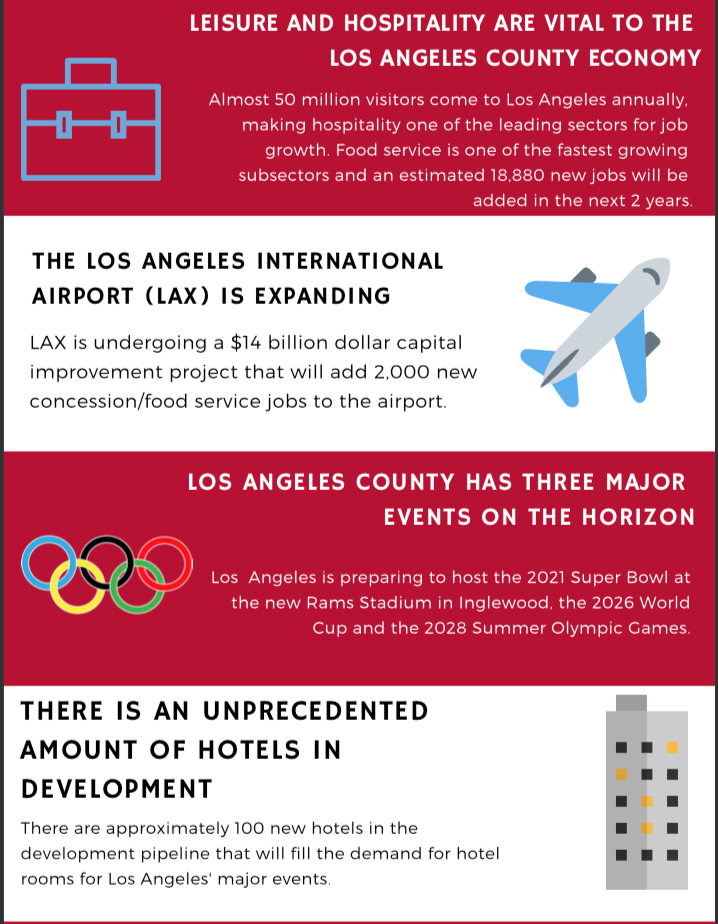 LEISURE AND HOSPITALITY ARE VITAL TO THE
LOS ANGELES COUNTY ECONOMY
Almost 50 million visitors come to Los Angeles annually,
making hospitality one of the leading sectors for job
growth. Food service is one of the fastest growing
subsectors and an estimated 18,880 new jobs will be
added in the next 2 years.
THE LOS ANGELES INTERNATIONAL
AIRPORT (LAX) IS EXPANDING
LAX is undergoing a $14 billion dollar capital
improvement project that will add 2,000 new
concession/food service jobs to the airport.
LOS ANGELES COUNTY HAS THREE MAJOR
EVENTS ON THE HORIZON
Los Angeles is preparing to host the 2021 Super Bowl at
the new Rams Stadium in Inglewood, the 2026 World
Cup and the 2028 Summer Olympic Games.
THERE IS AN UNPRECEDENTED
AMOUNT OF HOTELS IN
DEVELOPMENT
There are approximately 100 new hotels in the
development pipeline that will fill the demand for hotel
rooms for Los Angeles' major events.